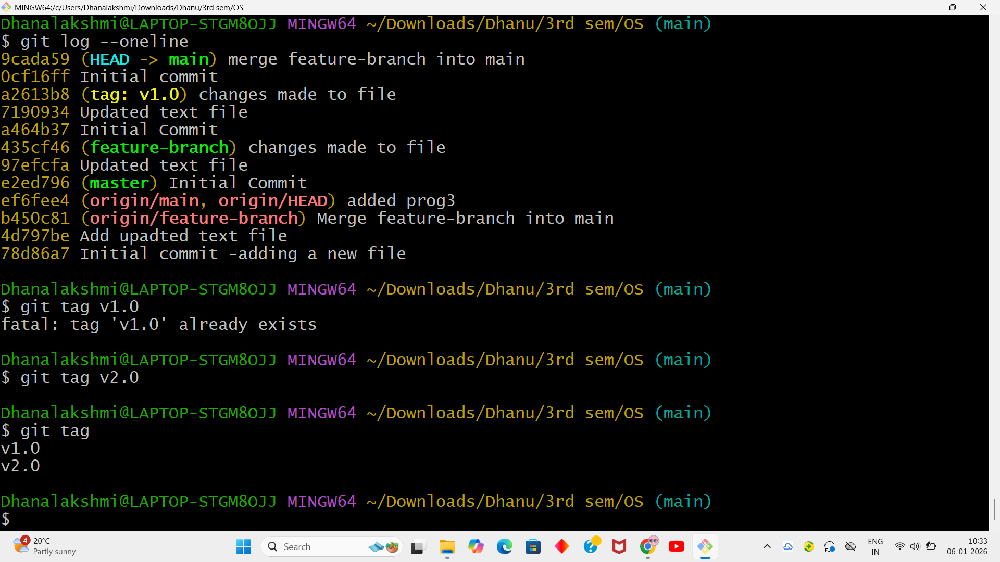 MINGW64:/c/Users/Dhanalakshmi/Downloads/Dhanu/3rd sem/OS
Dhanalakshmi@LAPTOP-STGM8OJJ MINGW64 ~/Downloads/Dhanu/3rd sem/OS (main)
$ git log --oneline
9cada59 (HEAD -> main) merge feature-branch into main
0cf16ff Initial commit
a2613b8 (tag: v1.0) changes made to file
7190934 Updated text file
a464b37 Initial Commit
435cf46 (feature-branch) changes made to file
97efcfa Updated text file
e2ed796 (master) Initial Commit
ef6fee4 (origin/main, origin/HEAD) added prog3
b450c81 (origin/feature-branch) Merge feature-branch into main
4d797be Add upadted text file
78d86a7 Initial commit -adding a new file
Dhanalakshmi@LAPTOP-STGM8OJJ MINGW64 ~/Downloads/Dhanu/3rd sem/OS (main)
$ git tag v1.0
fatal: tag 'v1.0' already exists
Dhanalakshmi@LAPTOP-STGM8OJJ MINGW64 ~/Downloads/Dhanu/3rd sem/OS (main)
$ git tag v2.0
Dhanalakshmi@LAPTOP-STGM8OJJ MINGW64 ~/Downloads/Dhanu/3rd sem/OS (main)
$ git tag
v1.0
v2.0
Dhanalakshmi@LAPTOP-STGM8OJJ MINGW64 ~/Downloads/Dhanu/3rd sem/OS (main)
$
4
20°C
Partly sunny
Search
ENG
IN
10:33
06-01-2026